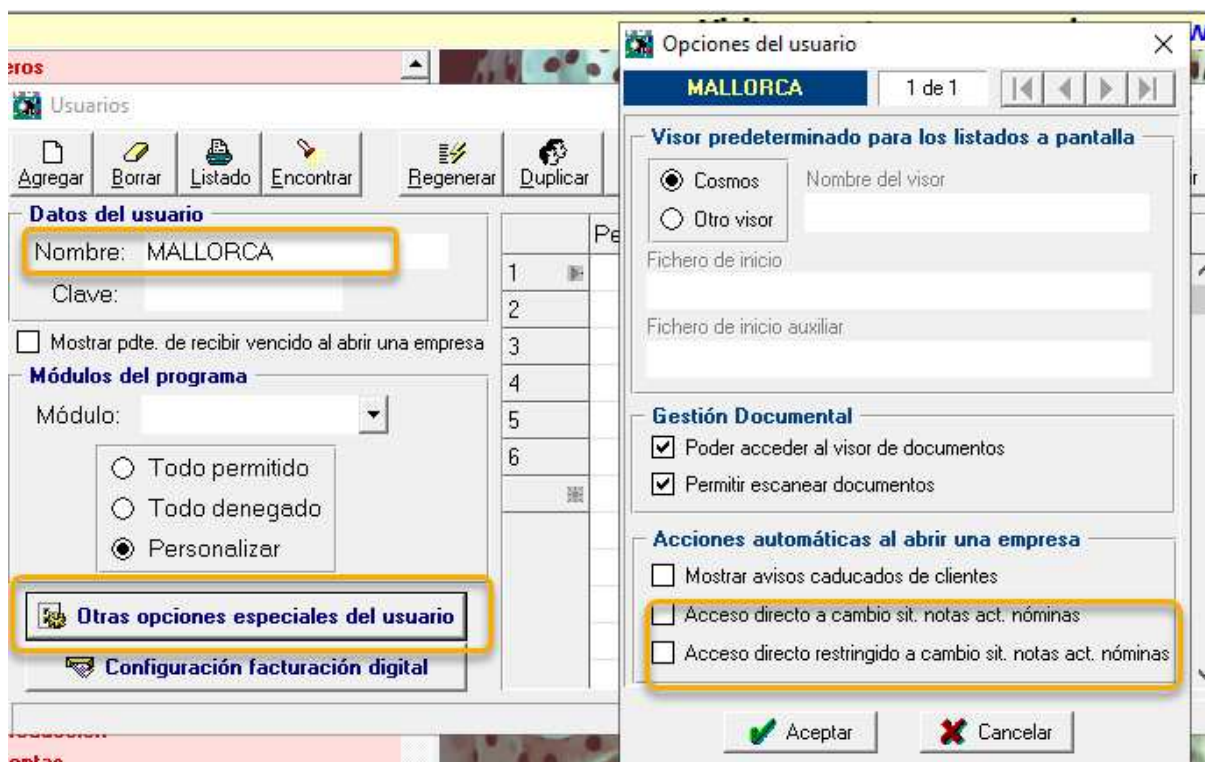 Opciones del usuario
MALLORCA
1 de 1
Usuarios
Agregar
Borrar
Listado
Encontrar
Regenerar
Duplicar
Datos del usuario
Nombre: MALLORCA
Clave:
Mostrar pdte. de recibir vencido al abrir una empresa
Módulos del programa
Módulo:
Todo permitido
Todo denegado
Personalizar
Otras opciones especiales del usuario
Configuración facturación digital
1
2
3
4
5
6
Visor predeterminado para los listados a pantalla
Cosmos
Nombre del visor
Otro visor
Fichero de inicio
Fichero de inicio auxiliar
Gestión Documental
Poder acceder al visor de documentos
Permitir escanear documentos
Acciones automáticas al abrir una empresa
Mostrar avisos caducados de clientes
Acceso directo a cambio sit. notas act. nóminas
Acceso directo restringido a cambio sit. notas act. nóminas
Aceptar
Cancelar